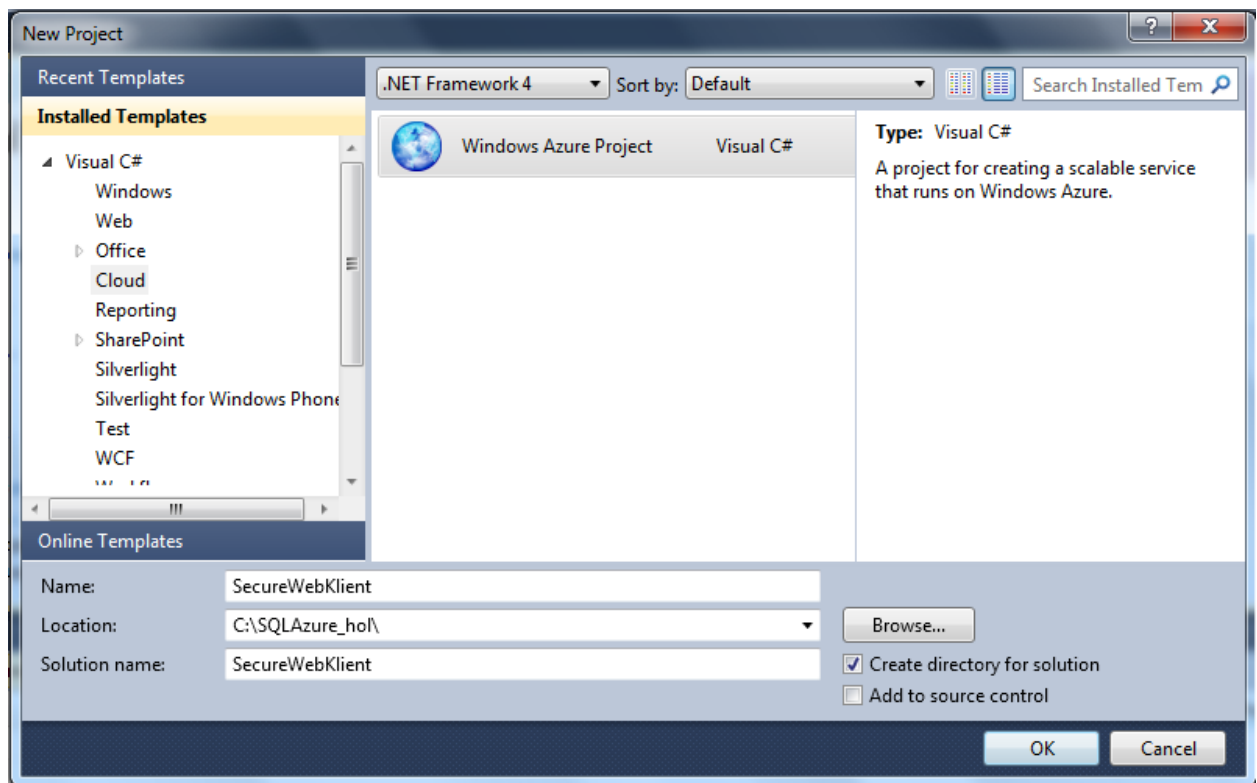 New Project
?
X
Recent Templates
Installed Templates
Visual C#
Windows
Web
Office
Cloud
Reporting
SharePoint
Silverlight
Silverlight for Windows Phone
Test
WCF
Online Templates
.NET Framework 4 Sort by: Default Search Installed Tem
Windows Azure Project Visual C#
Type: Visual C#
A project for creating a scalable service
that runs on Windows Azure.
Name: SecureWebKlient
Location: C:\SQLAzure_hol\ Browse...
Solution name: SecureWebKlient
Create directory for solution
Add to source control
OK Cancel